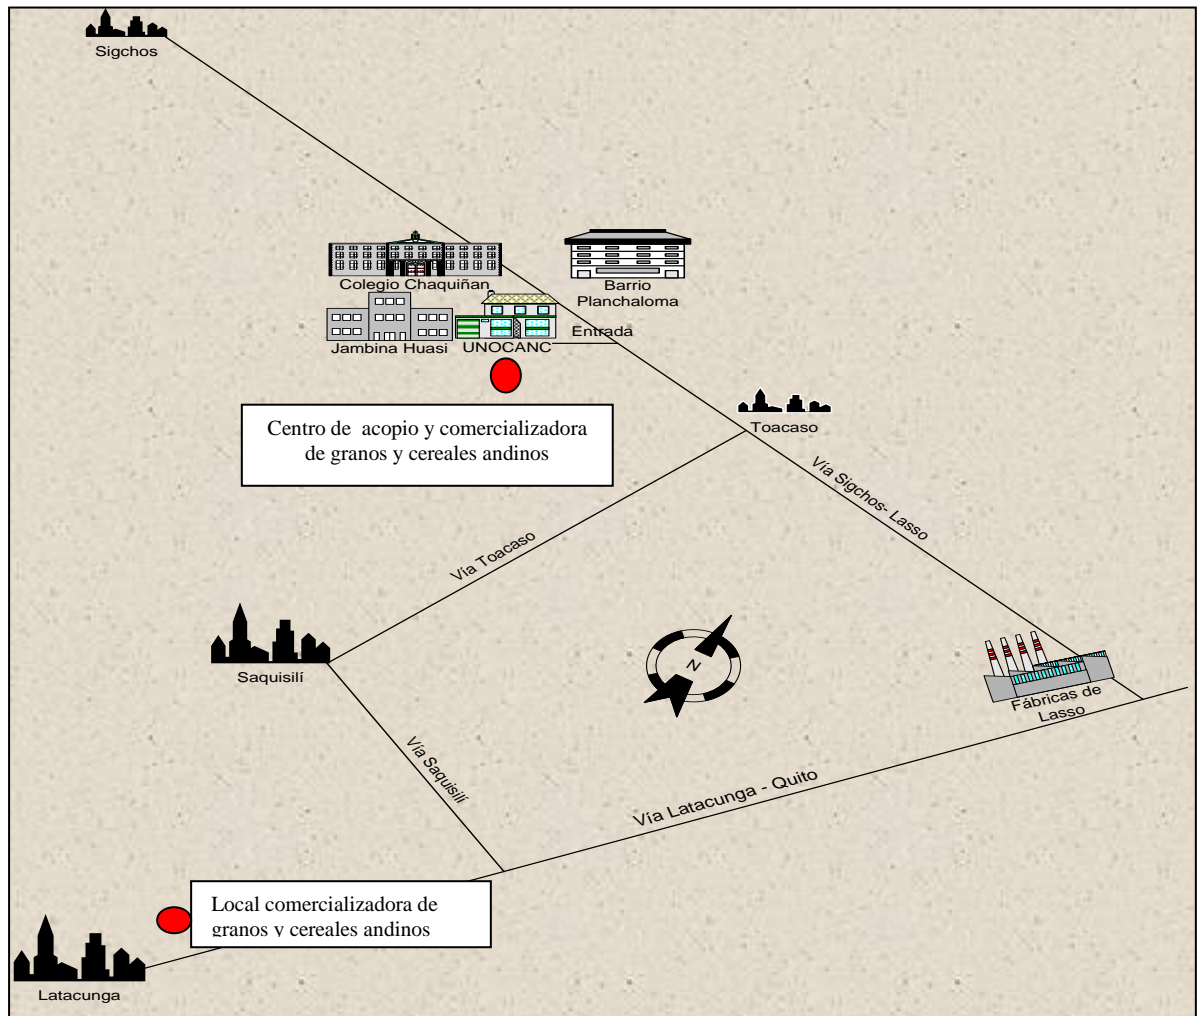 Sigchos
Colegio Chaquiñan
Barrio
Planchaloma
Entrada
Jambina Huasi
UNOCANC
Centro de acopio y comercializadora
de granos y cereales andinos
Toacaso
Vía Sigchos- Lasso
Vía Toacaso
Saquisilí
N
Fábricas de
Lasso
Vía Saquisilí
Vía Latacunga - Quito
Local comercializadora de
granos y cereales andinos
Latacunga